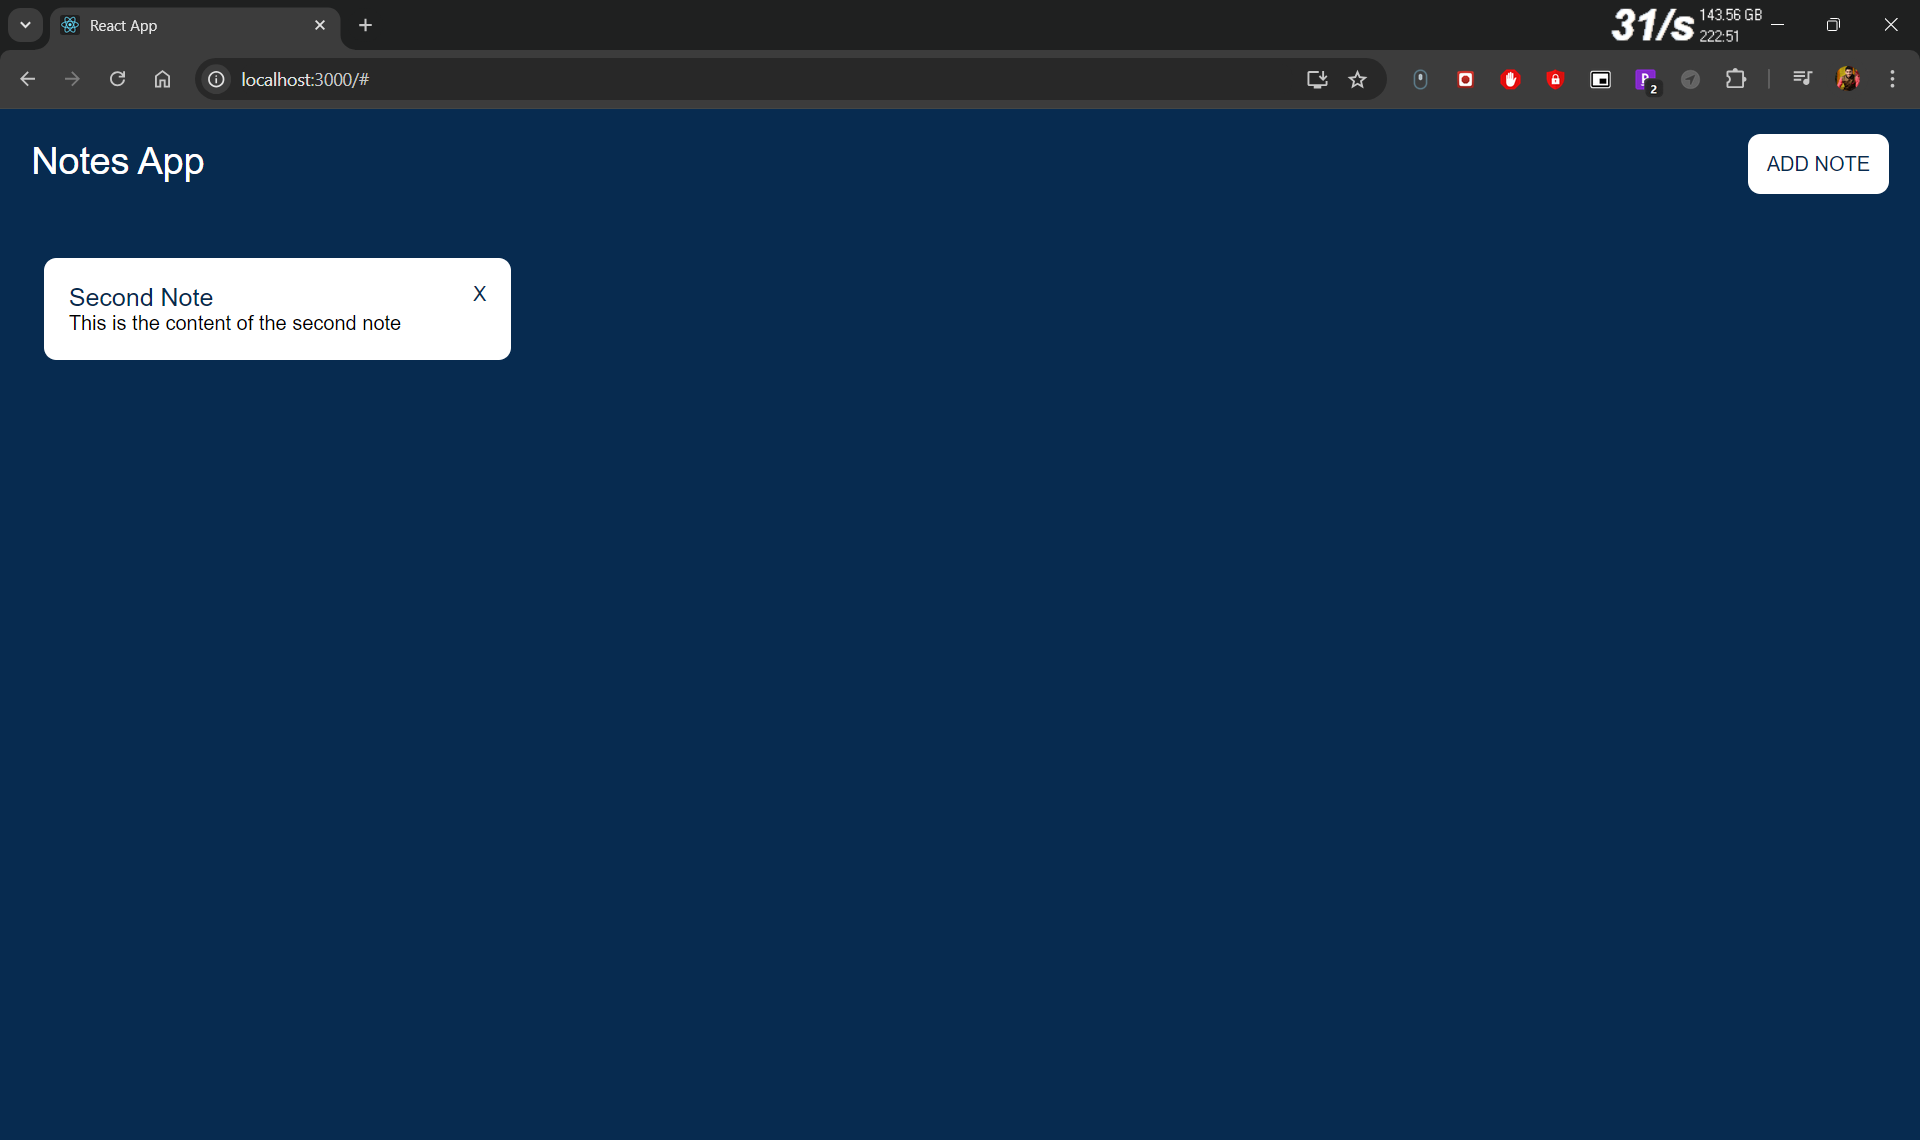 React App
31/s 143.56 GB
222:51
localhost:3000/#
2
Notes App
ADD NOTE
Second Note
X
This is the content of the second note